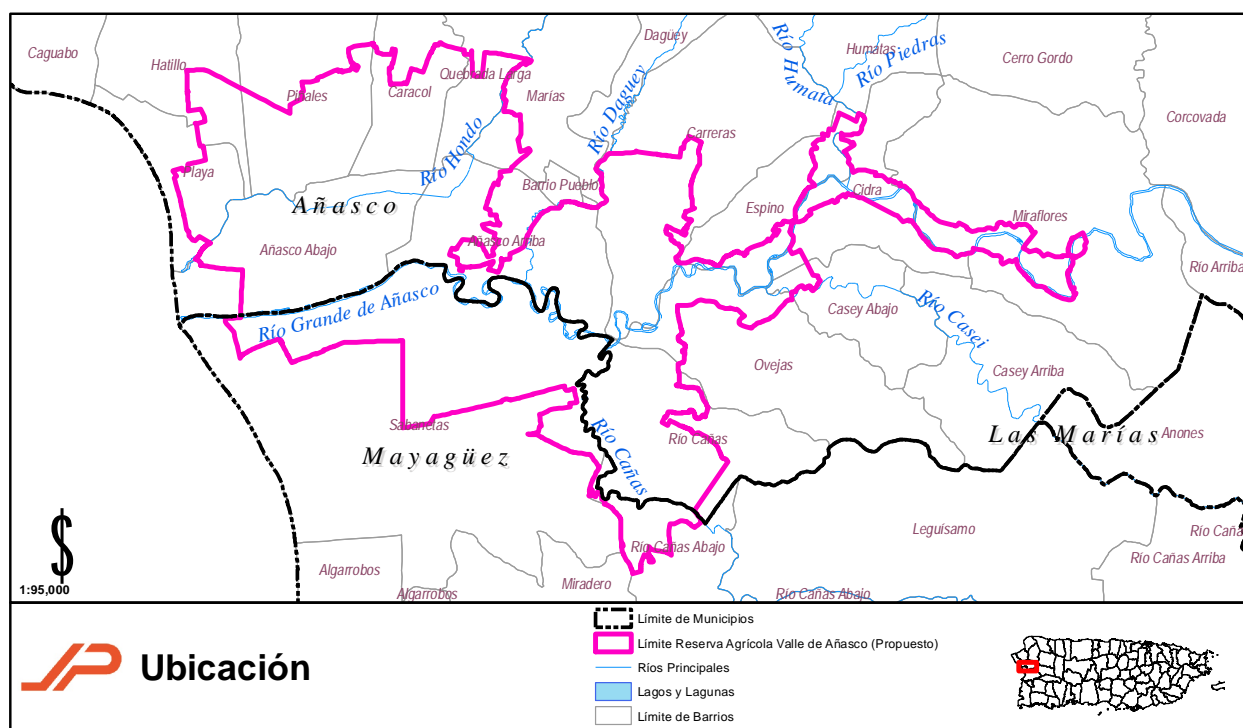 Caguabo
Hatillo
Piñales
Caracol
Quebrada Larga
Marías
Dagüey
Río Daguey
Río Humata
Humatas
Río Piedras
Cerro Gordo
Corcovada
Carreras
Playa
Río Hondo
Barrio Pueblo
Añasco
Añasco Abajo
Añasco Arriba
Espino
Cidra
Miraflores
Río Arriba
Río Grande de Añasco
Casey Abajo
Río Casei
Ovejas
Casey Arriba
Sabanetas
Mayagüez
Río Cañas
Río Cañas
Las Marías
Anones
Leguísamo
Río Cañas Abajo
Río Caña
Río Cañas Arriba
Algarrobos
Algarrobos
Miradero
Río Cañas Abajo
$
1:95,000
Ubicación
Límite de Municipios
Límite Reserva Agrícola Valle de Añasco (Propuesto)
Ríos Principales
Lagos y Lagunas
Límite de Barrios